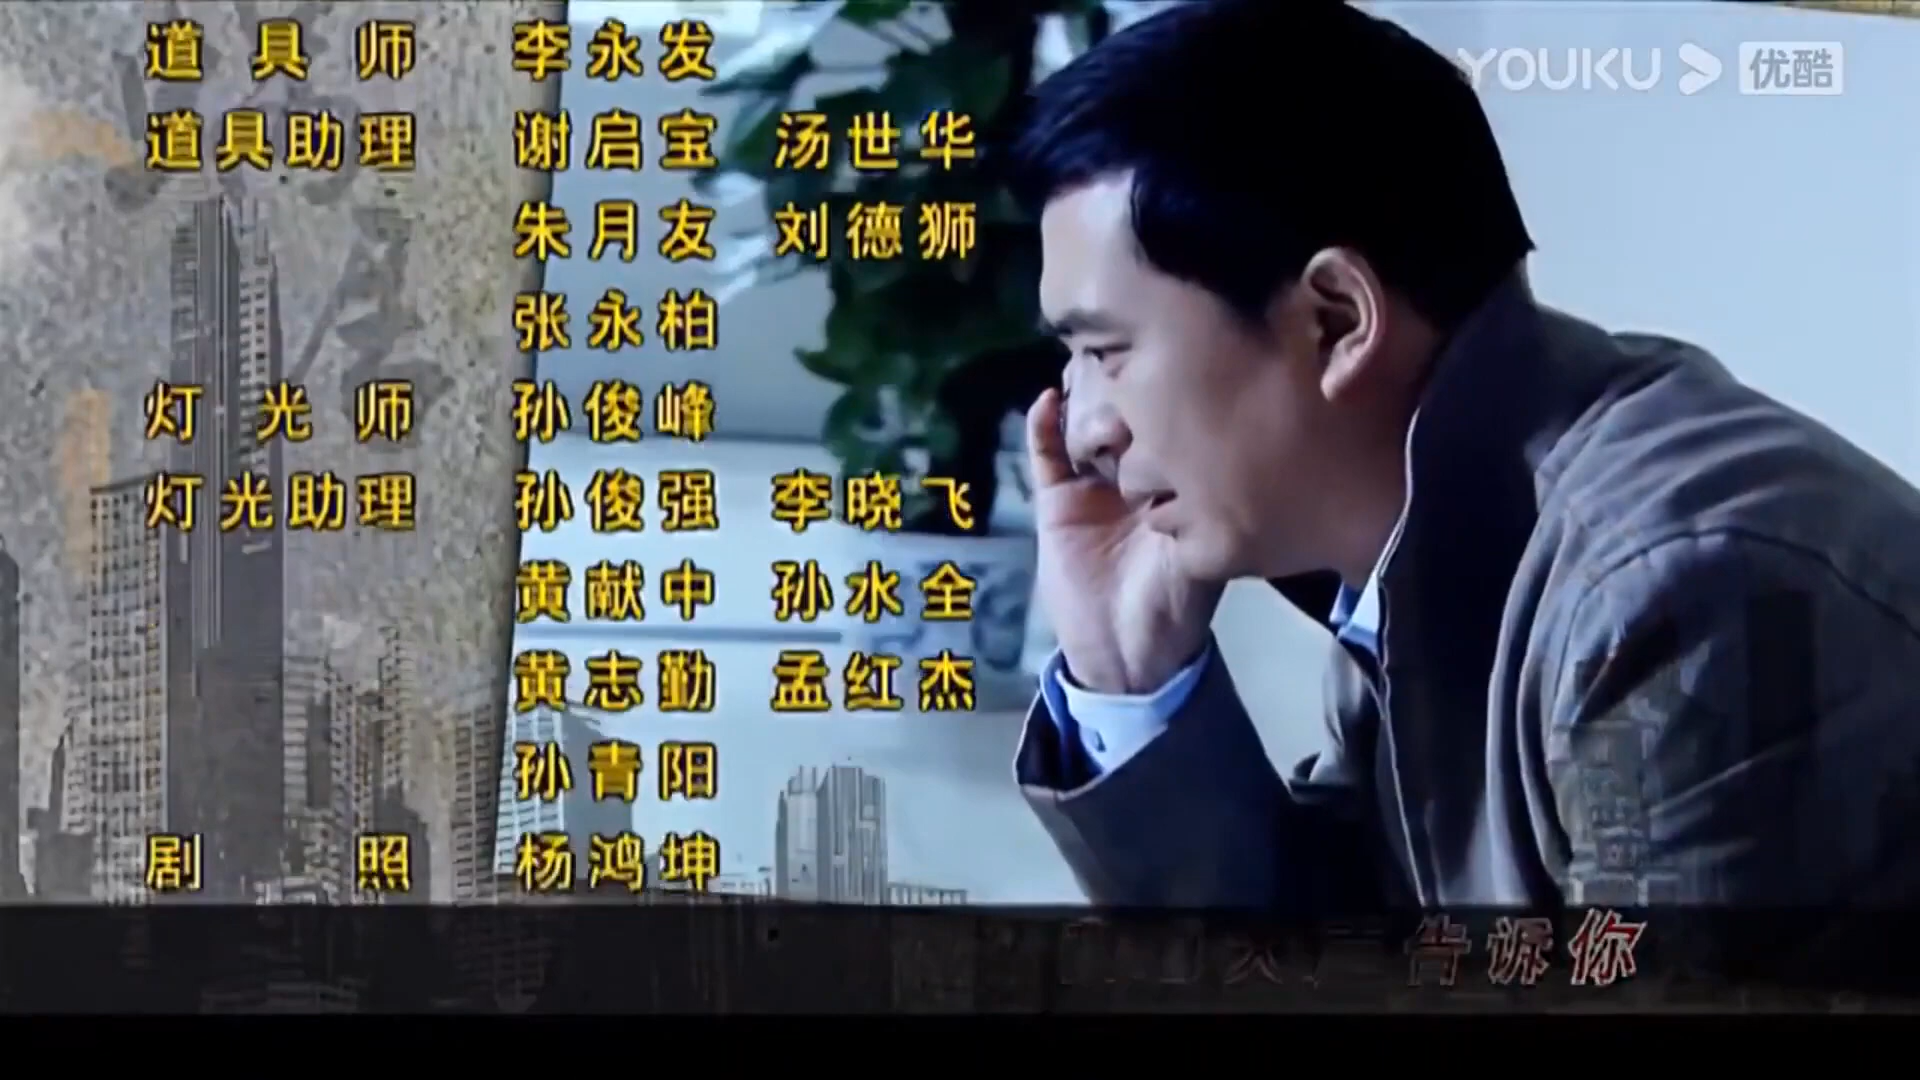 YOUKU 优酷
道具师 李永发
道具助理 谢启宝 汤世华
朱月友 刘德狮
张永柏
灯光师 孙俊峰
灯光助理 孙俊强 李晓飞
黄献中 孙水全
黄志勤 孟红杰
孙青阳
剧照 杨鸿坤
告诉你